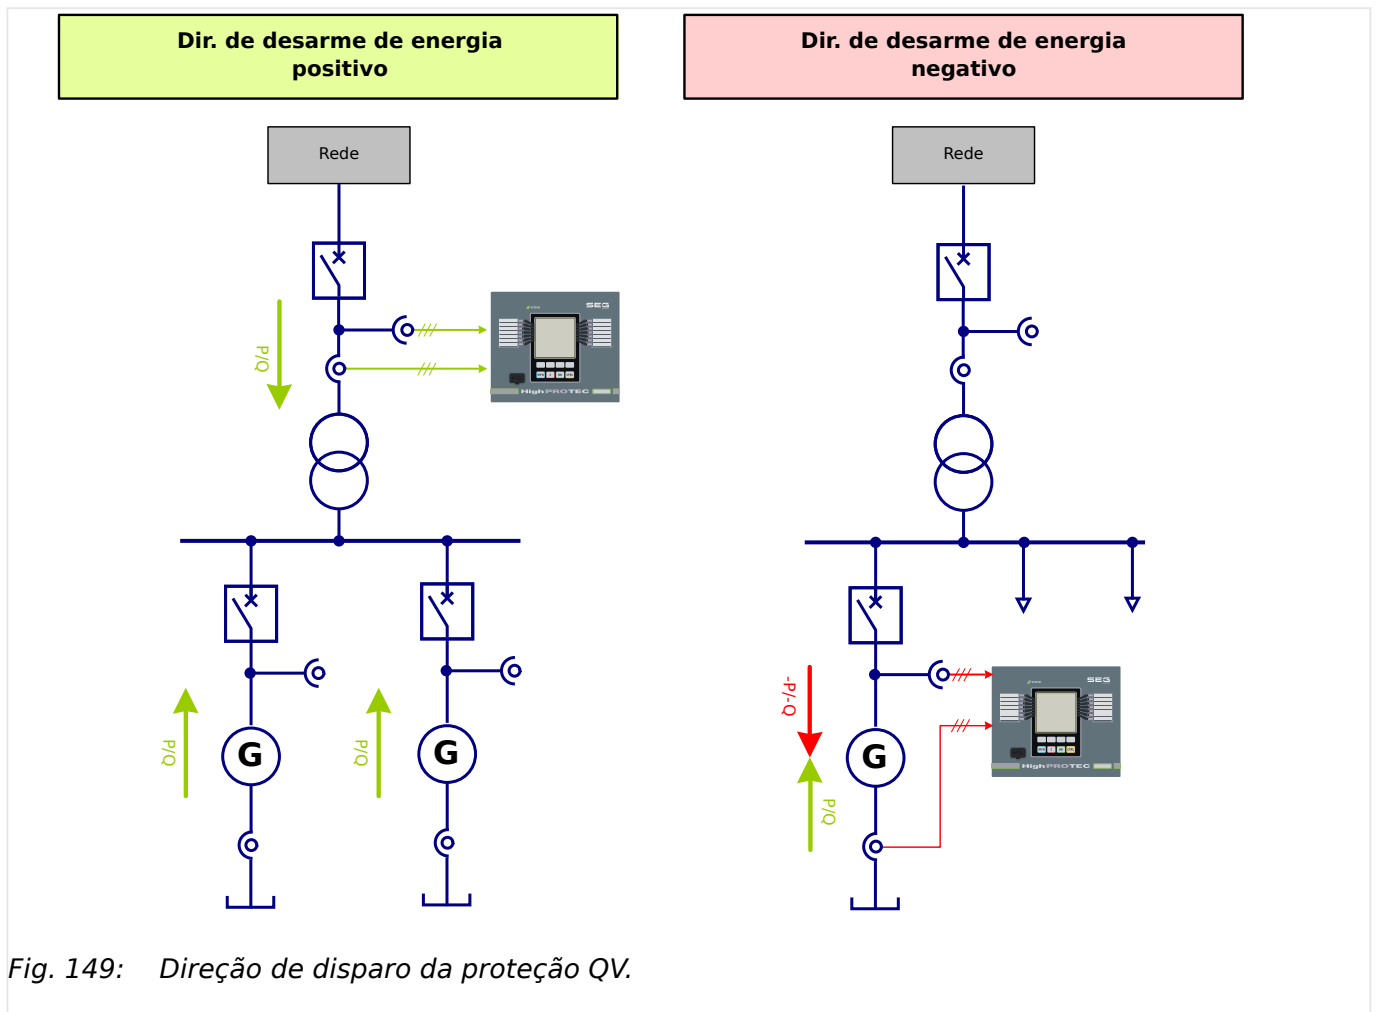 Dir. de desarme de energia
positivo
Dir. de desarme de energia
negativo
Rede
Rede
P/Q
SEG
HighPROTEC
P/Q
P/Q
G
G
-P/-Q
P/Q
G
SEG
HighPROTEC
Fig. 149: Direção de disparo da proteção QV.